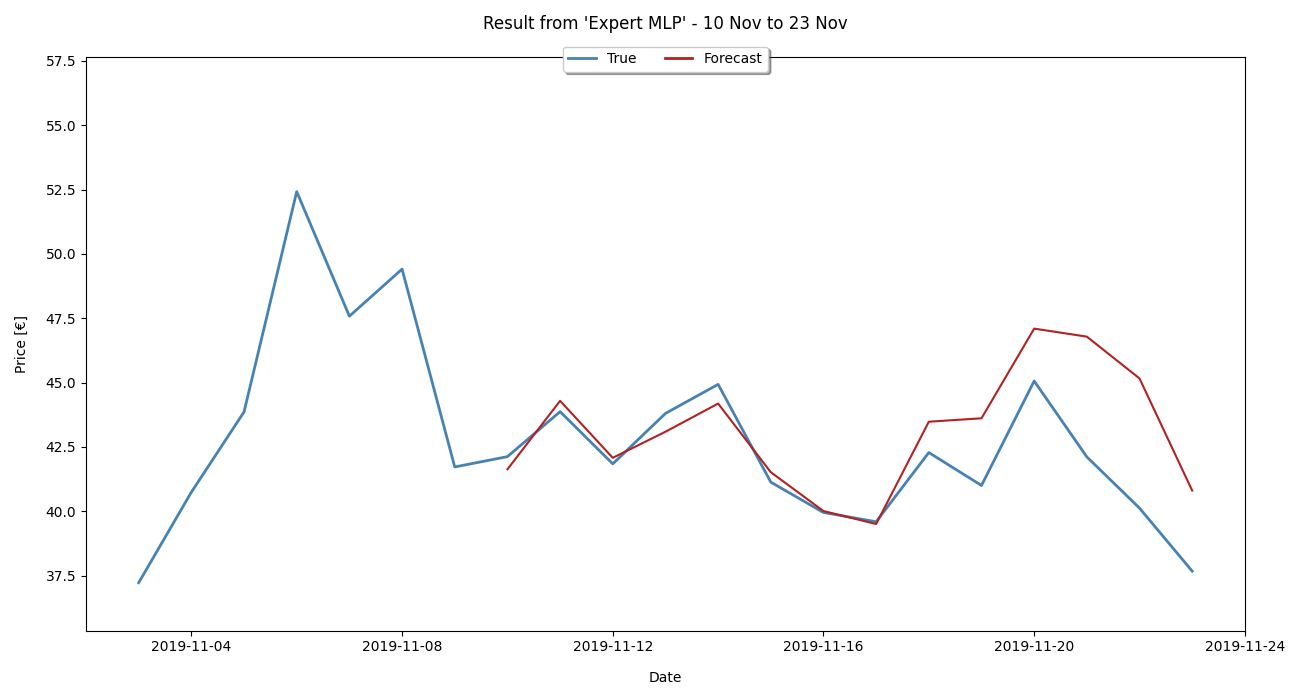 Result from 'Expert MLP' - 10 Nov to 23 Nov
True Forecast
57.5
55.0
52.5
50.0
47.5
45.0
42.5
40.0
37.5
Price [€]
2019-11-04 2019-11-08 2019-11-12 2019-11-16 2019-11-20 2019-11-24
Date